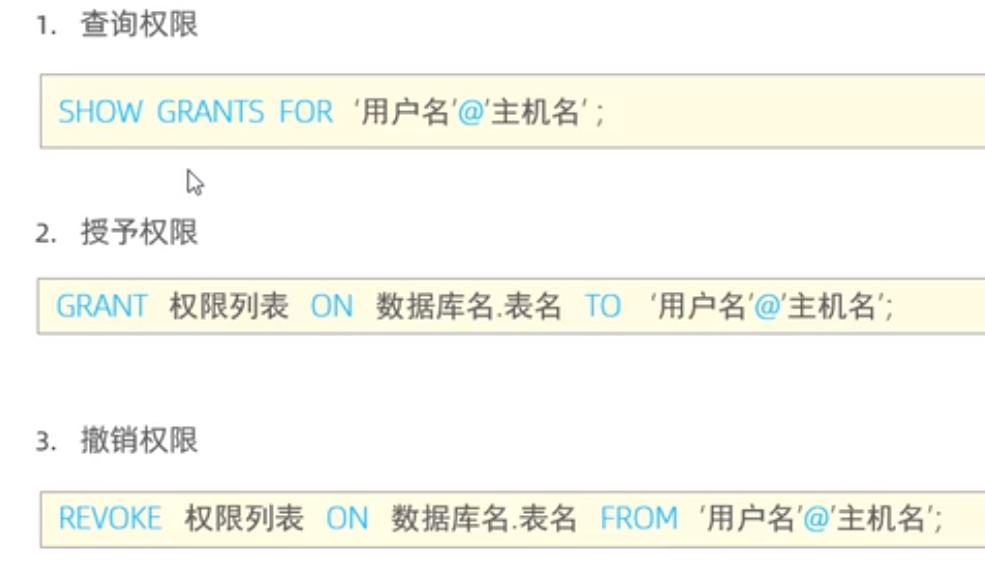 1. 查询权限
SHOW GRANTS FOR '用户名'@'主机名' ;
2. 授予权限
GRANT 权限列表 ON 数据库名.表名 TO '用户名'@'主机名';
3. 撤销权限
REVOKE 权限列表 ON 数据库名.表名 FROM '用户名'@'主机名';